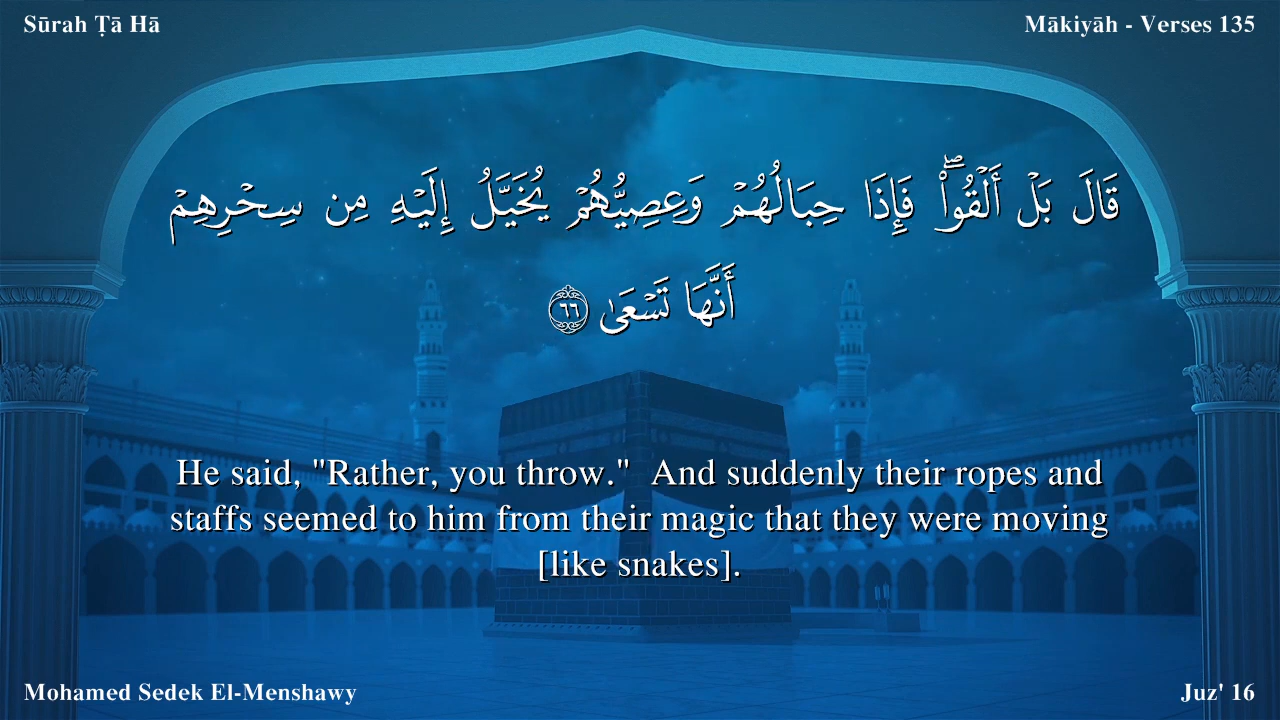 Sūrah Ṭā Hā
Mākiyāh - Verses 135
قَالَ بَلْ أَلْقُوا۟ ۖ فَإِذَا حِبَالُهُمْ وَعِصِيُّهُمْ يُخَيَّلُ إِلَيْهِ مِن سِحْرِهِمْ
أَنَّهَا تَسْعَىٰ ٦٦
He said, "Rather, you throw."  And suddenly their ropes and
staffs seemed to him from their magic that they were moving
[like snakes].
Mohamed Sedek El-Menshawy
Juz' 16